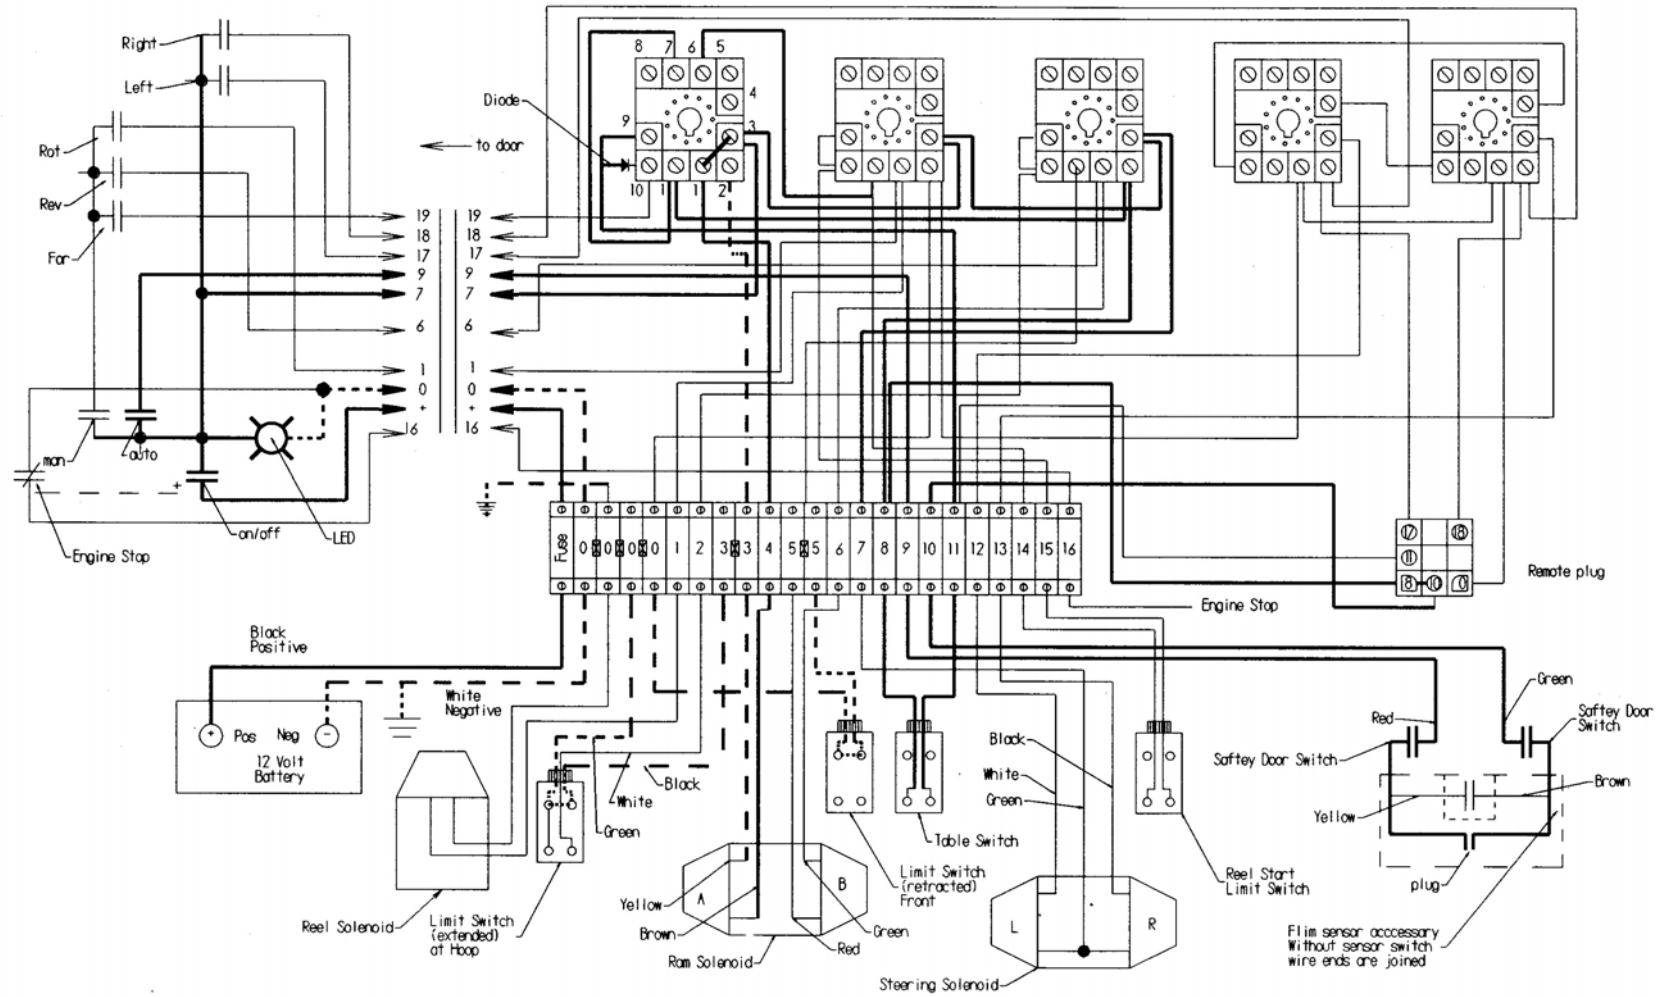 Right
8 7 6 5
Left
4
Diode
9
3
Rot
to door
10 1 1 2
Rev
19 19
18 18
For
17 17
9 9
7 7
6 6
1 1
0 0
+ +
16 16
man
auto
+
on/off
LED
Engine Stop
Fuse 0 0 0 0 1 2 3 3 4 5 5 6 7 8 9 10 11 12 13 14 15 16
17 18
11
8 10 0
Remote plug
Engine Stop
Black
Positive
White
Negative
Green
Red
Saftey Door
Switch
+ Pos Neg -
12 Volt
Battery
Black
Saftey Door Switch
White
Green
Black
White
Green
Brown
Yellow
Table Switch
Limit Switch
(retracted)
Front
Reel Start
Limit Switch
plug
A B
Yellow
Brown
Green
Red
Reel Solenoid
Limit Switch
(extended)
at Hoop
Ram Solenoid
L R
Steering Solenoid
Flim sensor acccessary
Without sensor switch
wire ends are joined